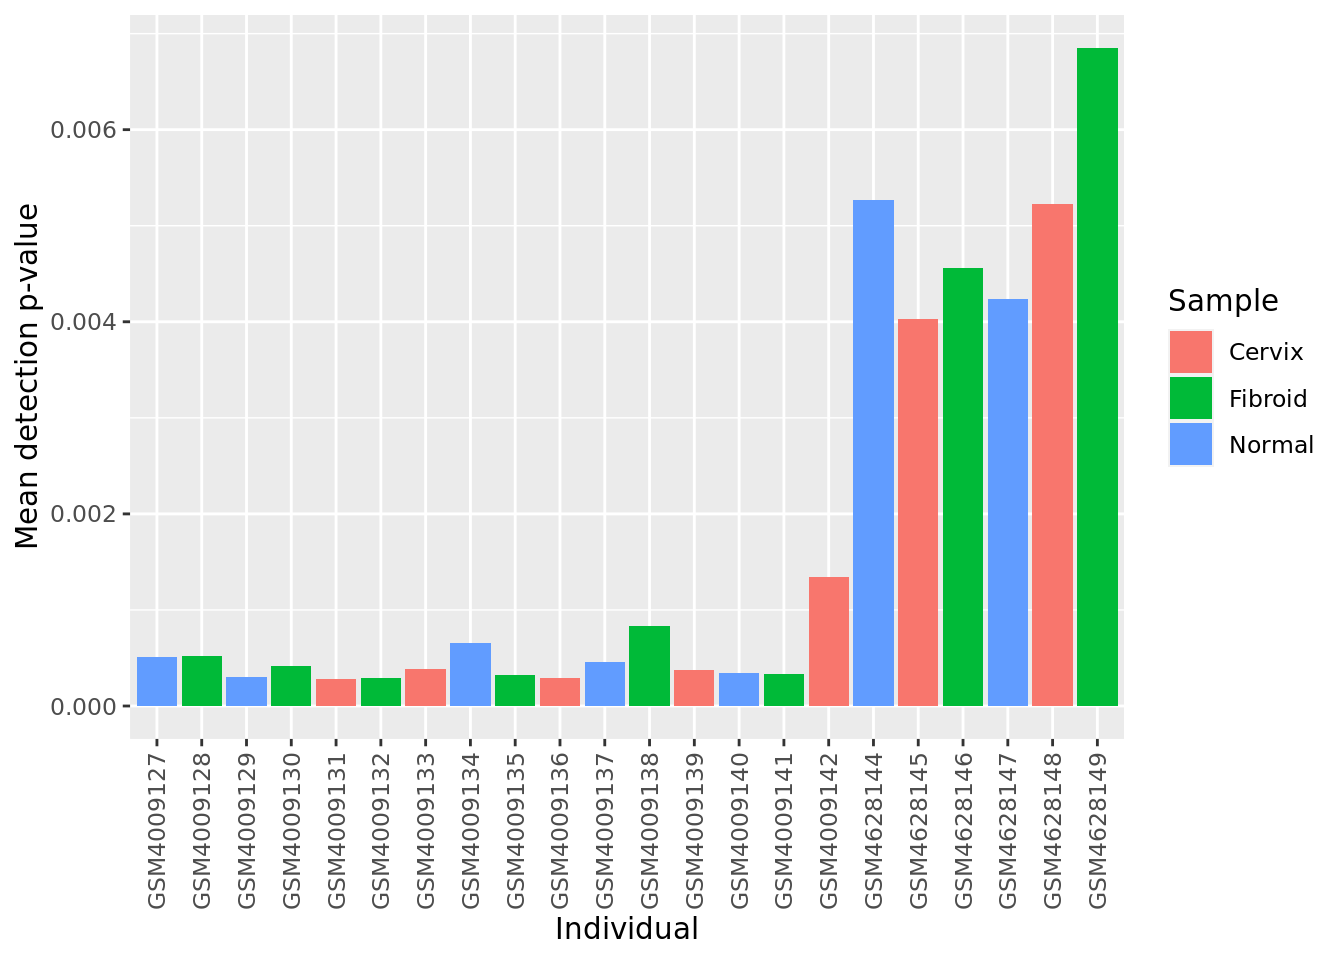 Mean detection p-value
0.006
0.004
0.002
0.000
GSM4009127
GSM4009128
GSM4009129
GSM4009130
GSM4009131
GSM4009132
GSM4009133
GSM4009134
GSM4009135
GSM4009136
GSM4009137
GSM4009138
GSM4009139
GSM4009140
GSM4009141
GSM4009142
GSM4628144
GSM4628145
GSM4628146
GSM4628147
GSM4628148
GSM4628149
Individual
Sample
Cervix
Fibroid
Normal